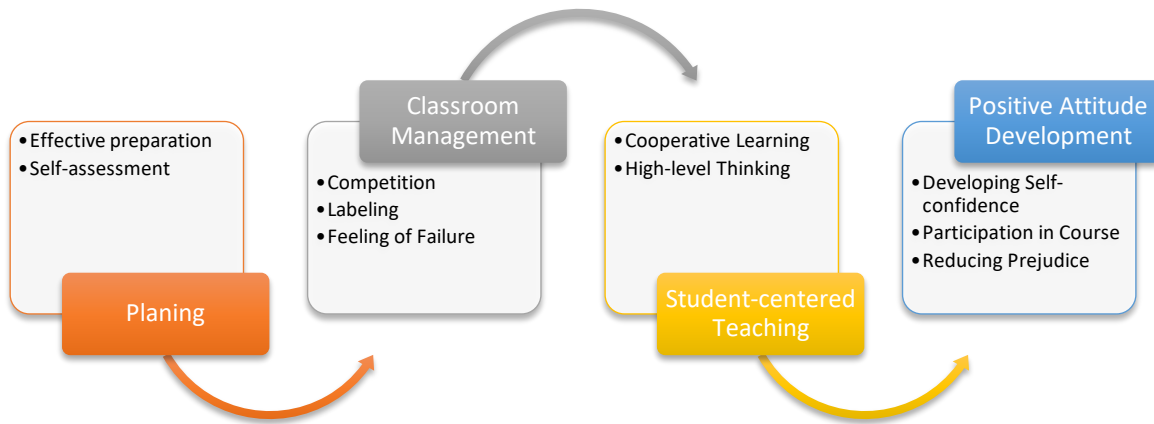 •Effective preparation
•Self-assessment
Planing
Classroom
Management
•Competition
•Labeling
•Feeling of Failure
•Cooperative Learning
•High-level Thinking
Student-centered
Teaching
Positive Attitude
Development
•Developing Self-
confidence
•Participation in Course
•Reducing Prejudice